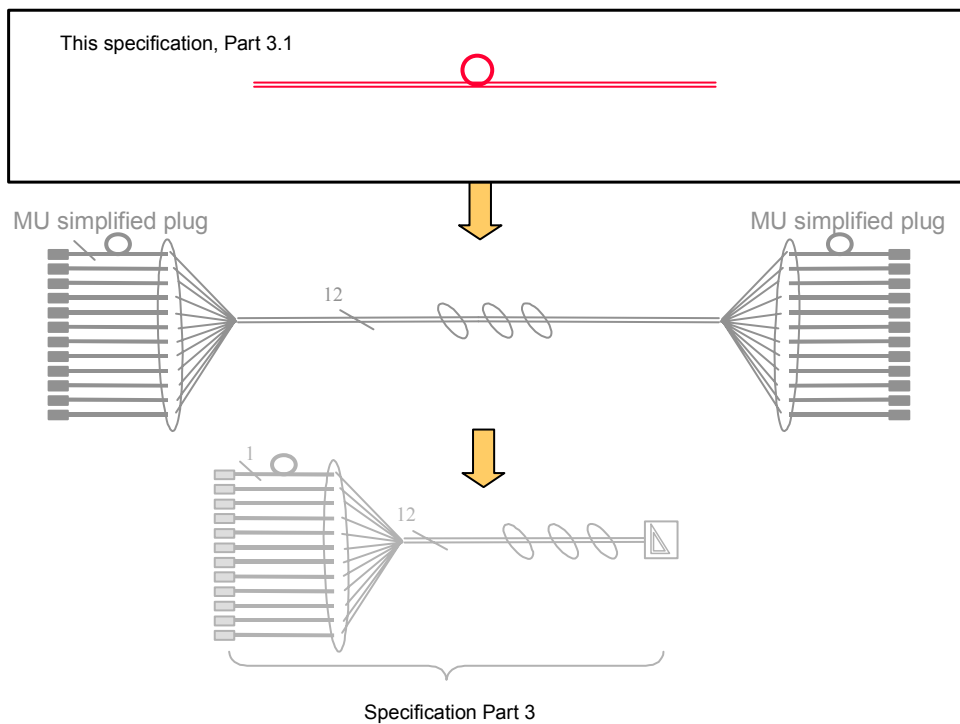 This specification, Part 3.1
MU simplified plug
MU simplified plug
12
1
12
Specification Part 3